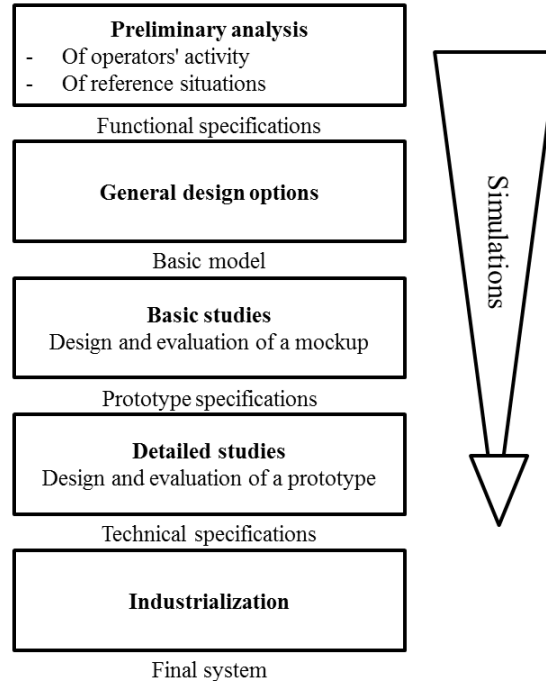 Preliminary analysis
- Of operators' activity
- Of reference situations
Functional specifications
General design options
Basic model
Basic studies
Design and evaluation of a mockup
Prototype specifications
Detailed studies
Design and evaluation of a prototype
Technical specifications
Industrialization
Final system
Simulations